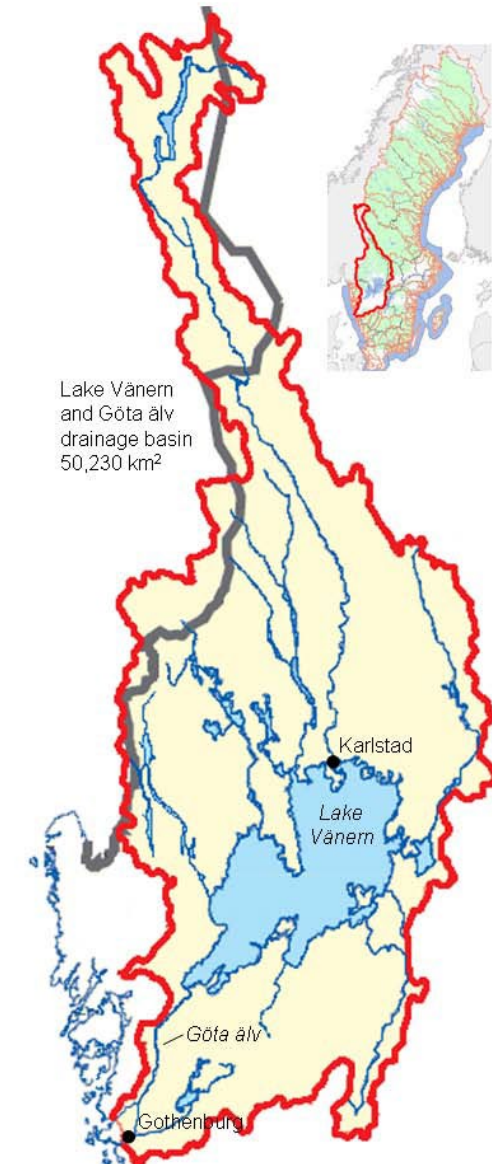 Lake Vänern
and Göta älv
drainage basin
50,230 km²
Karlstad
Lake
Vänern
Göta älv
Gothenburg